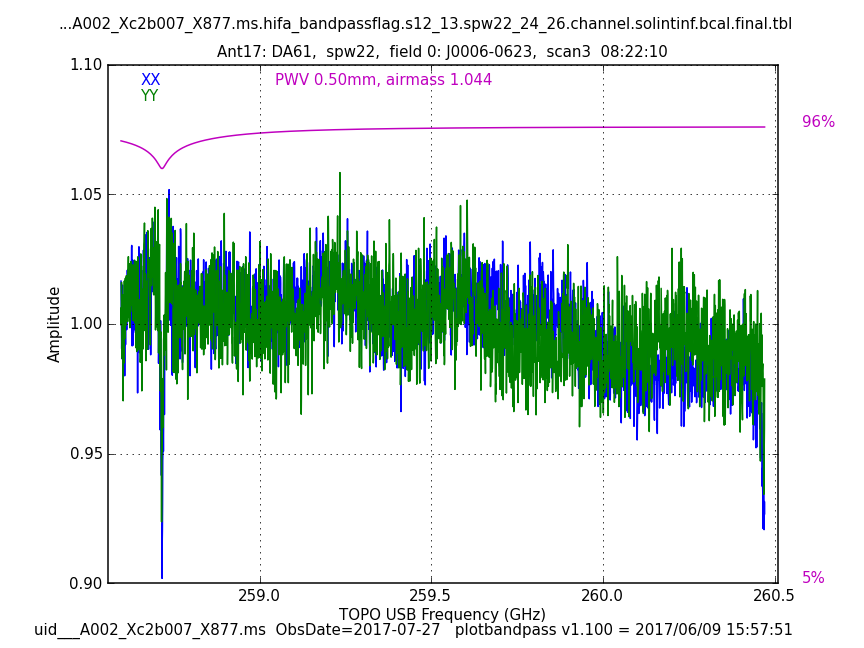 ...A002_Xc2b007_X877.ms.hifa_bandpassflag.s12_13.spw22_24_26.channel.solintinf.bcal.final.tbl
Ant17: DA61, spw22, field 0: J0006-0623, scan3 08:22:10
1.10
XX
PWV 0.50mm, airmass 1.044
YY
96%
1.05
1.00
Amplitude
0.95
0.90
5%
259.0
259.5
260.0
260.5
TOPO USB Frequency (GHz)
uid___A002_Xc2b007_X877.ms ObsDate=2017-07-27 plotbandpass v1.100 = 2017/06/09 15:57:51